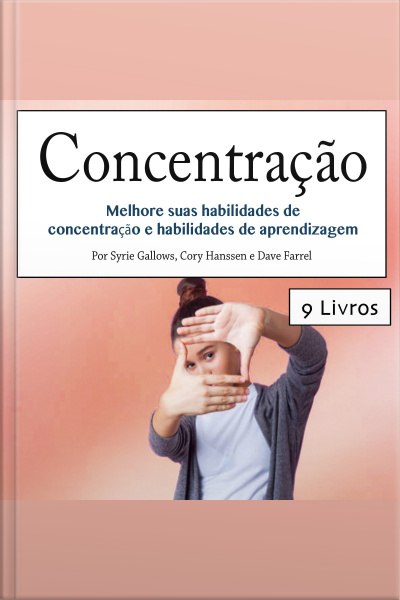 Concentração
Melhore suas habilidades de
concentração e habilidades de aprendizagem
Por Syrie Gallows, Cory Hanssen e Dave Farrel
9 Livros